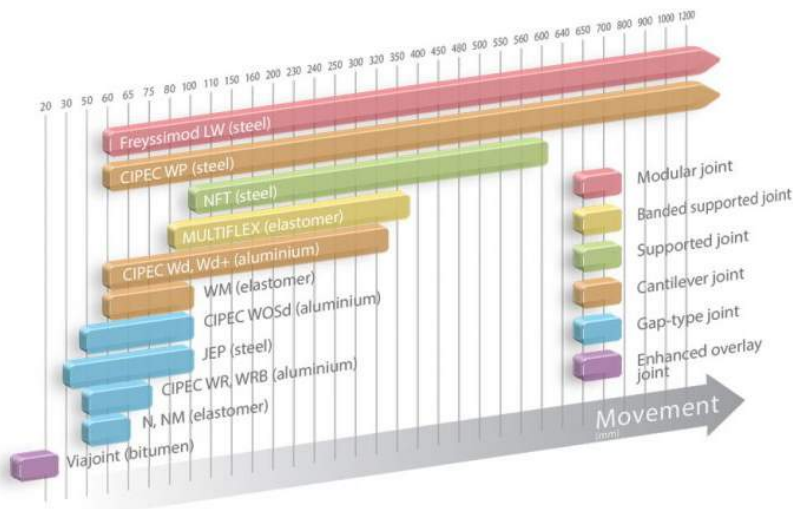 20 30 50 60 65 75 80 100 110 150 160 200 230 240 250 300 320 350 400 450 480 500 550 560 600 640 650 700 800 900 1000 1200
Freyssimod LW (steel)
CIPEC WP (steel)
NFT (steel)
MULTIFLEX (elastomer)
CIPEC Wd, Wd+ (aluminium)
WM (elastomer)
CIPEC WOSd (aluminium)
JEP (steel)
CIPEC WR, WRB (aluminium)
N, NM (elastomer)
Viajoint (bitumen)
Modular joint
Banded supported joint
Supported joint
Cantilever joint
Gap-type joint
Enhanced overlay
joint
Movement
(mm)